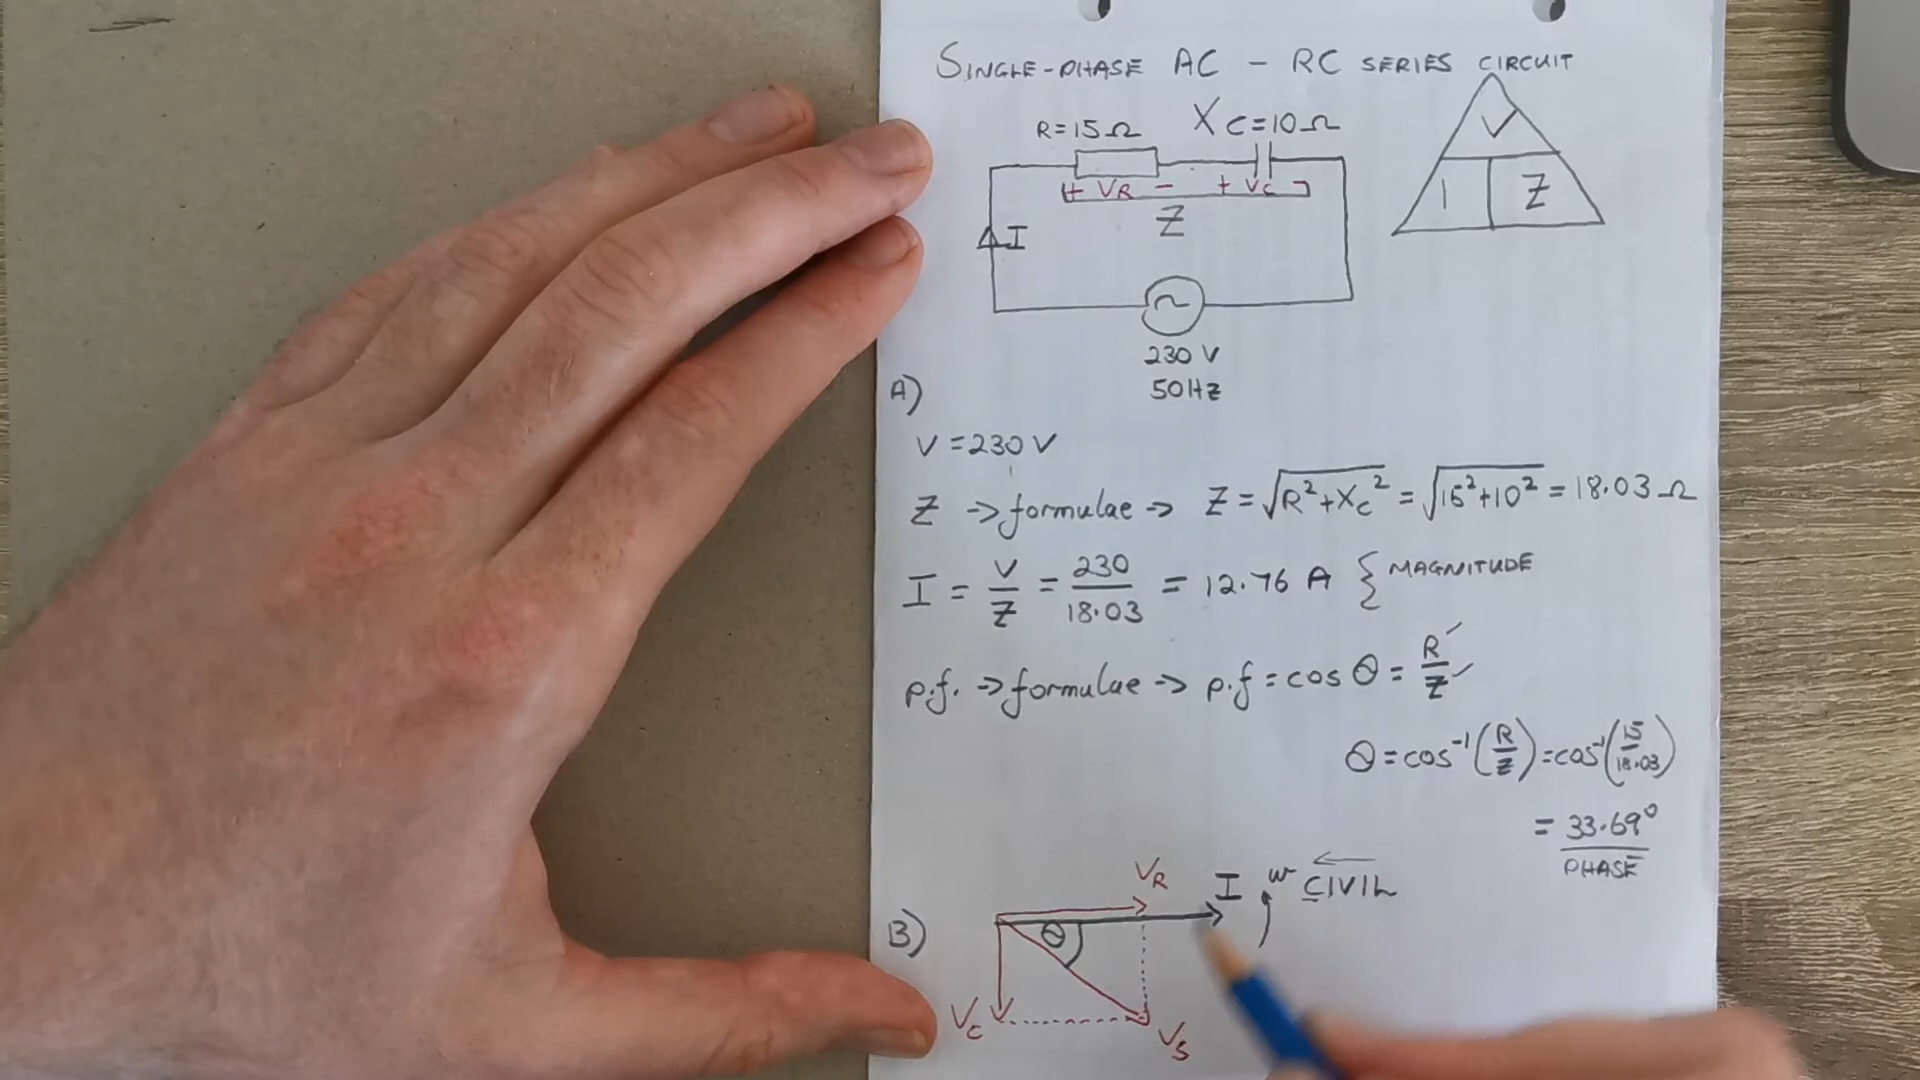 SINGLE-PHASE AC - RC SERIES CIRCUIT
R=15Ω XC=10Ω
+ VR - + VC -
Z
I
V
I Z
230 V
50Hz
A)
V=230V
Z -> formulae -> Z = √R²+Xc² = √15²+10² = 18.03 Ω
I = V/Z = 230/18.03 = 12.76 A { MAGNITUDE
p.f. -> formulae -> p.f = cos θ = R/Z
θ = cos⁻¹(R/Z) = cos⁻¹(15/18.03)
= 33.69°
PHASE
B)
VR
I
ω
CIVIL
θ
VC
VS